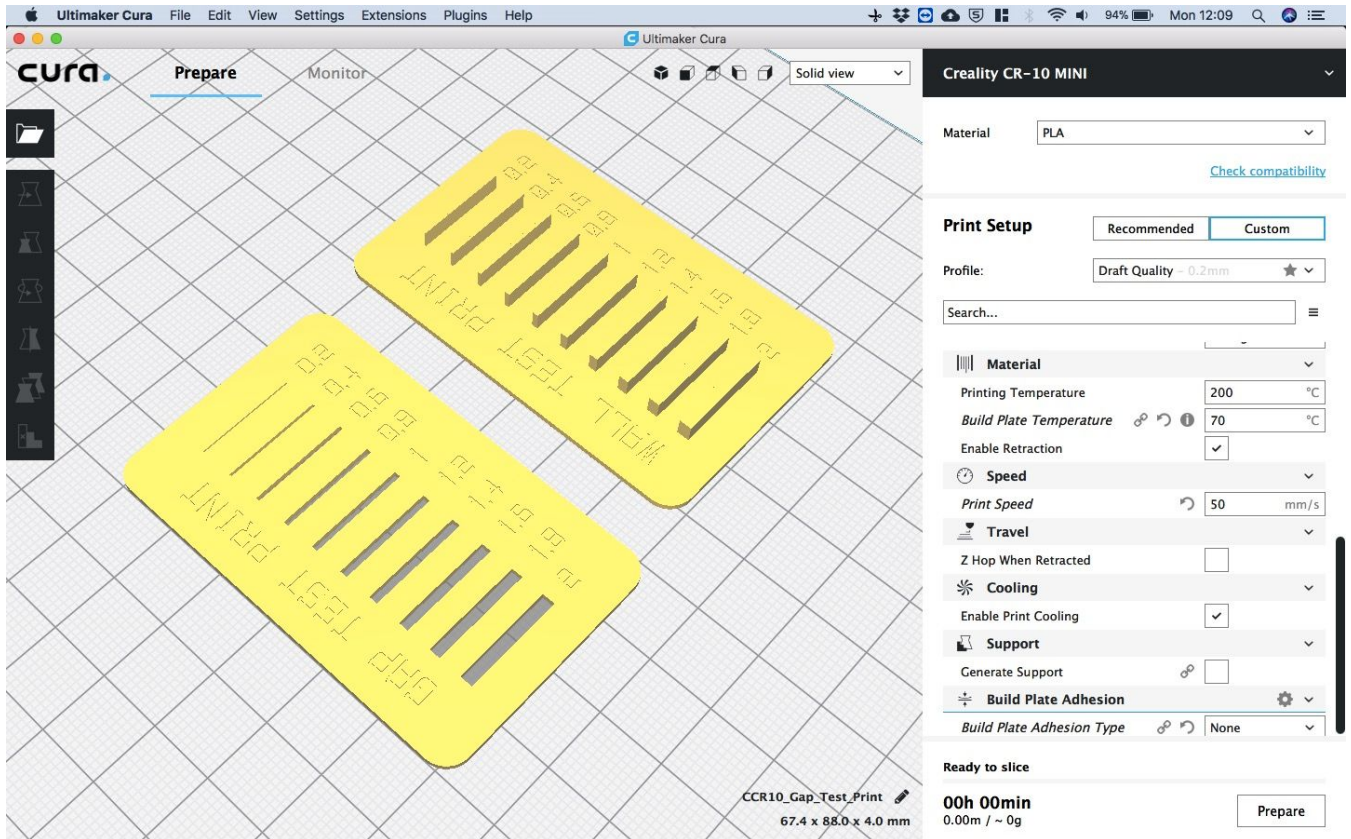 Ultimaker Cura File Edit View Settings Extensions Plugins Help 94% Mon 12:09
Ultimaker Cura
cura. Prepare Monitor Solid view
Creality CR-10 MINI
Material PLA
Check compatibility
Print Setup Recommended Custom
Profile: Draft Quality - 0.2mm
Search...
Material
Printing Temperature 200 °C
Build Plate Temperature 70 °C
Enable Retraction
Speed
Print Speed 50 mm/s
Travel
Z Hop When Retracted
Cooling
Enable Print Cooling
Support
Generate Support
Build Plate Adhesion
Build Plate Adhesion Type None
Ready to slice
00h 00min
0.00m / ~ 0g
Prepare
WALL TEST PRINT
GAP TEST PRINT
CCR10_Gap_Test_Print
67.4 x 88.0 x 4.0 mm